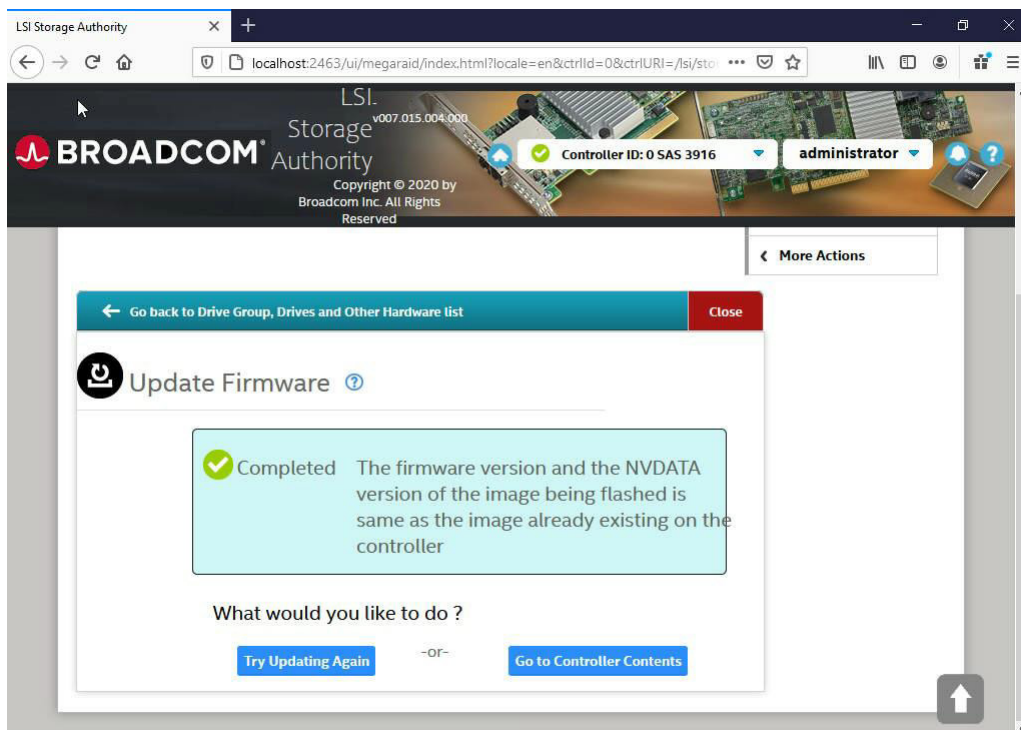 LSI Storage Authority
localhost:2463/ui/megaraid/index.html?locale=en&ctrlId=0&ctrlURI=/lsi/sto
LSI
Storage
v007.015.004.000
Authority
BROADCOM
Copyright © 2020 by
Broadcom Inc. All Rights
Reserved
Controller ID: 0 SAS 3916
administrator
More Actions
Go back to Drive Group, Drives and Other Hardware list
Close
Update Firmware
Completed
The firmware version and the NVDATA
version of the image being flashed is
same as the image already existing on the
controller
What would you like to do ?
Try Updating Again
-or-
Go to Controller Contents